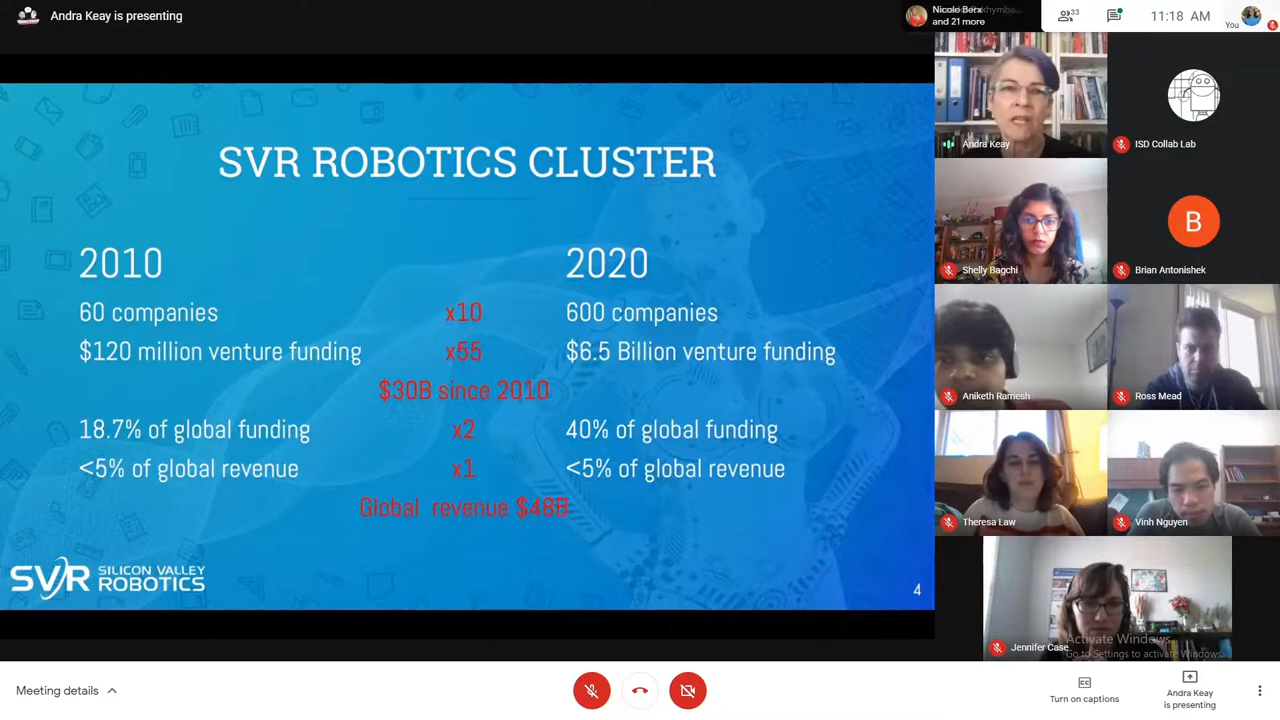 Andra Keay is presenting
Nicole Berx
and 21 more
33
11:18 AM
You
SVR ROBOTICS CLUSTER
2010
2020
60 companies x10 600 companies
$120 million venture funding x55 $6.5 Billion venture funding
$30B since 2010
18.7% of global funding x2 40% of global funding
<5% of global revenue x1 <5% of global revenue
Global revenue $48B
SVR SILICON VALLEY
ROBOTICS
4
Andra Keay
ISD Collab Lab
Shelly Bagchi
B
Brian Antonishek
Aniketh Ramesh
Ross Mead
Theresa Law
Vinh Nguyen
Jennifer Case
Activate Windows
Go to Settings to activate Windows.
Meeting details
CC
Turn on captions
Andra Keay
is presenting